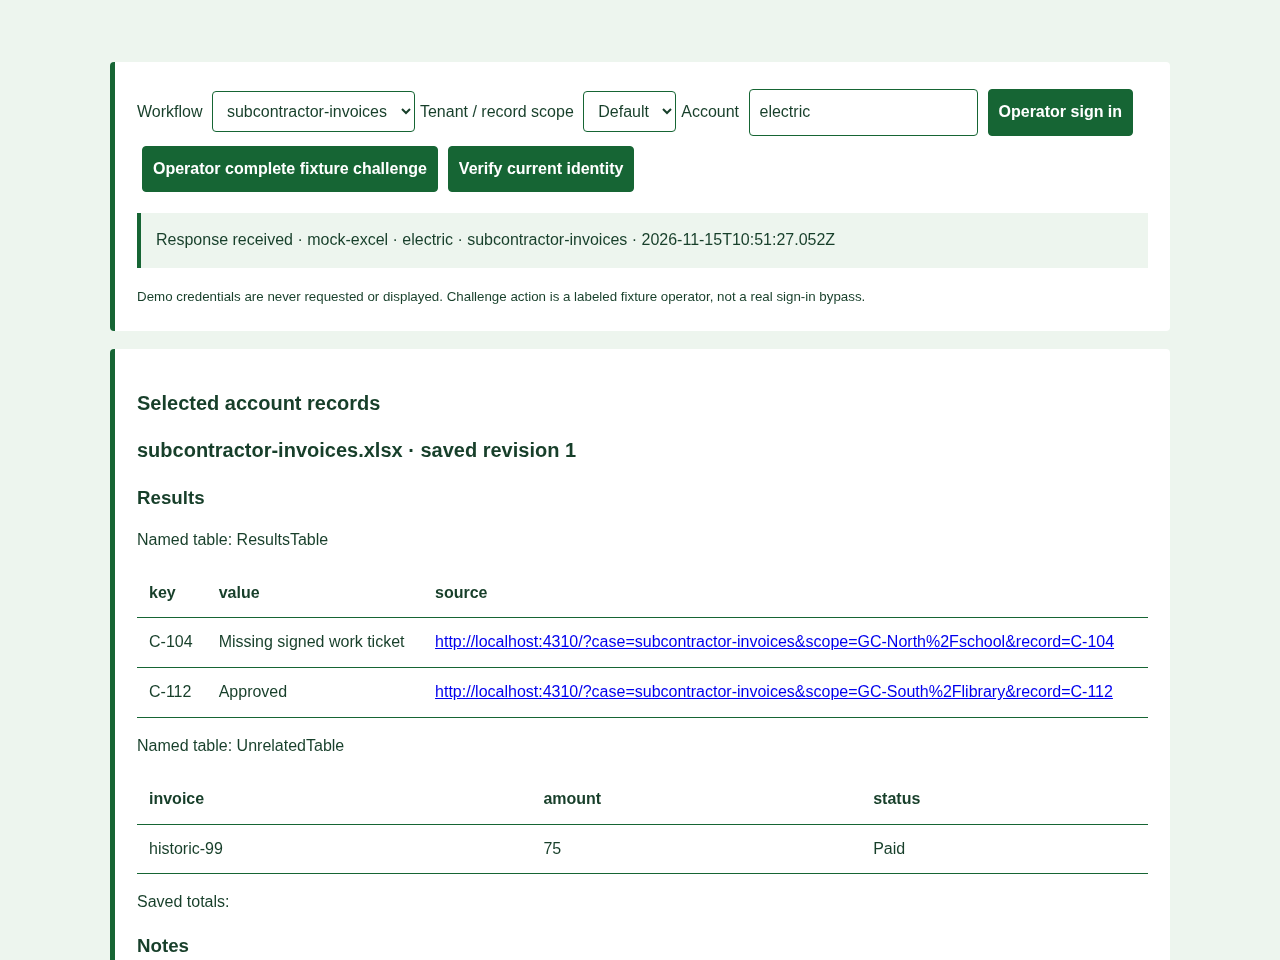 Workflow subcontractor-invoices Tenant / record scope Default Account electric Operator sign in
Operator complete fixture challenge Verify current identity
Response received · mock-excel · electric · subcontractor-invoices · 2026-11-15T10:51:27.052Z
Demo credentials are never requested or displayed. Challenge action is a labeled fixture operator, not a real sign-in bypass.
Selected account records
subcontractor-invoices.xlsx · saved revision 1
Results
Named table: ResultsTable
key value source
C-104 Missing signed work ticket http://localhost:4310/?case=subcontractor-invoices&scope=GC-North%2Fschool&record=C-104
C-112 Approved http://localhost:4310/?case=subcontractor-invoices&scope=GC-South%2Flibrary&record=C-112
Named table: UnrelatedTable
invoice amount status
historic-99 75 Paid
Saved totals:
Notes